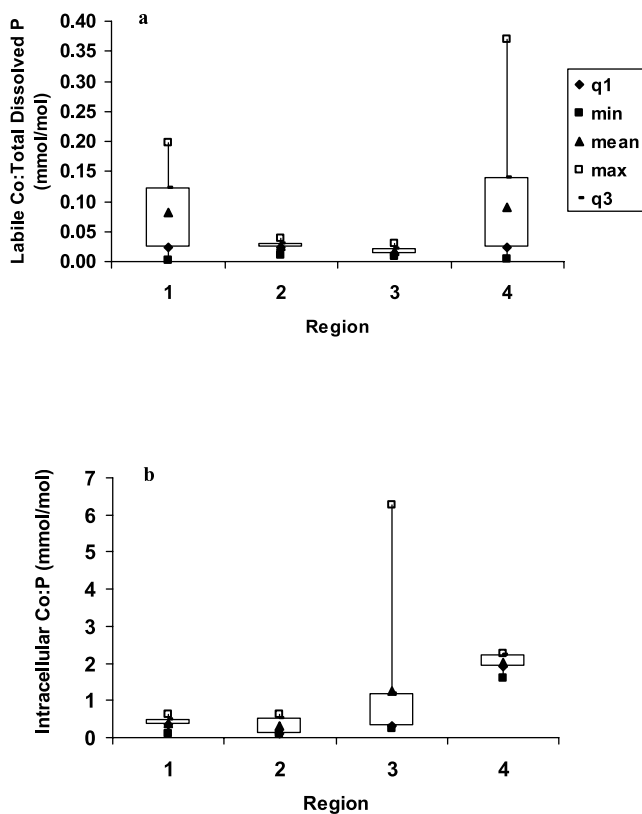 a
Labile Co:Total Dissolved P
(mmol/mol)
0.40
0.35
0.30
0.25
0.20
0.15
0.10
0.05
0.00
1 2 3 4
Region
q1
min
mean
max
q3
b
Intracellular Co:P (mmol/mol)
7
6
5
4
3
2
1
0
1 2 3 4
Region